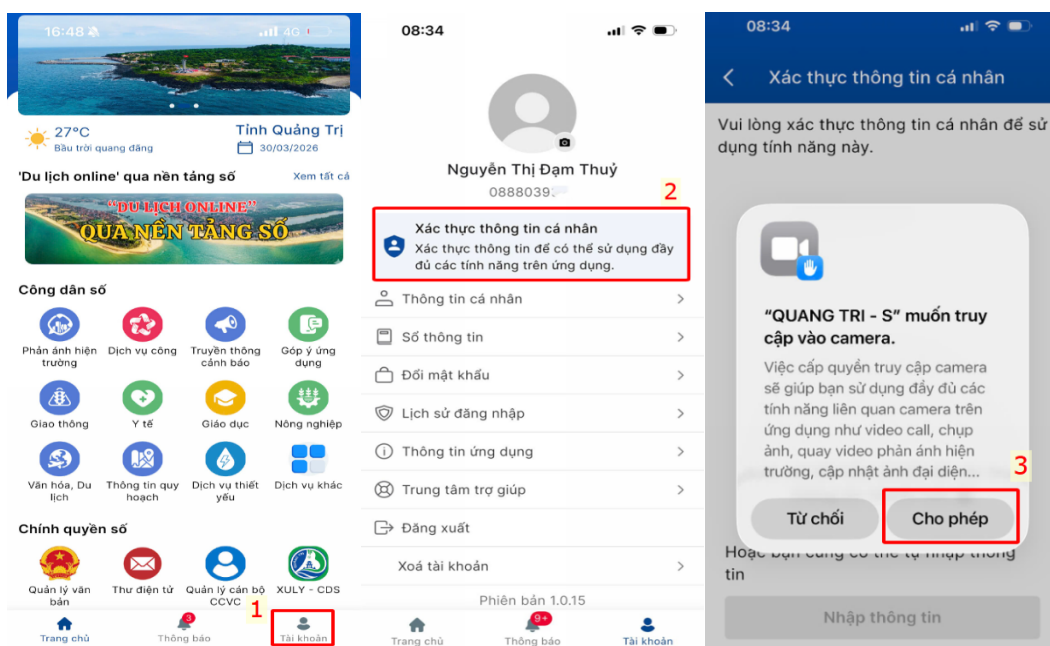 16:48
4G
27°C
Bầu trời quang đãng
Tỉnh Quảng Trị
30/03/2026
'Du lịch online' qua nền tảng số
Xem tất cả
“DU LỊCH ONLINE”
QUA NỀN TẢNG SỐ
Công dân số
Phản ánh hiện trường
Dịch vụ công
Truyền thông cảnh báo
Góp ý ứng dụng
Giao thông
Y tế
Giáo dục
Nông nghiệp
Văn hóa, Du lịch
Thông tin quy hoạch
Dịch vụ thiết yếu
Dịch vụ khác
Chính quyền số
Quản lý văn bản
Thư điện tử
Quản lý cán bộ CCVC
XULY - CDS
1
3
Trang chủ
Thông báo
Tài khoản
08:34
Nguyễn Thị Đạm Thuỷ
0888039
2
Xác thực thông tin cá nhân
Xác thực thông tin để có thể sử dụng đầy
đủ các tính năng trên ứng dụng.
Thông tin cá nhân
Số thông tin
Đổi mật khẩu
Lịch sử đăng nhập
Thông tin ứng dụng
Trung tâm trợ giúp
Đăng xuất
Xoá tài khoản
Phiên bản 1.0.15
9+
Trang chủ
Thông báo
Tài khoản
08:34
Xác thực thông tin cá nhân
Vui lòng xác thực thông tin cá nhân để sử
dụng tính năng này.
“QUANG TRI - S” muốn truy
cập vào camera.
Việc cấp quyền truy cập camera
sẽ giúp bạn sử dụng đầy đủ các
tính năng liên quan camera trên
ứng dụng như video call, chụp
ảnh, quay video phản ánh hiện
trường, cập nhật ảnh đại diện...
3
Từ chối
Cho phép
Hoặc bạn cũng có thể tự nhập thông
tin
Nhập thông tin